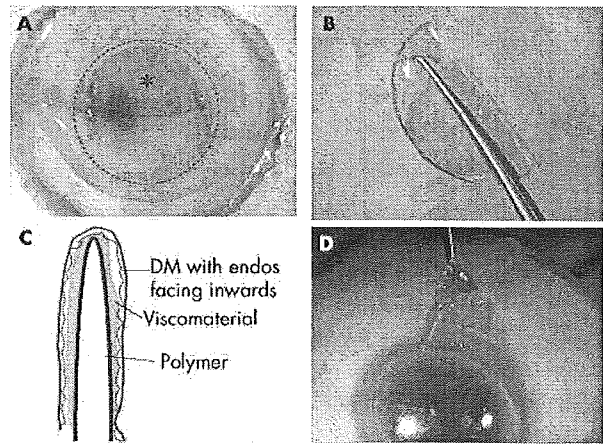 A
B
*
C
DM with endos
facing inwards
Viscomaterial
Polymer
D